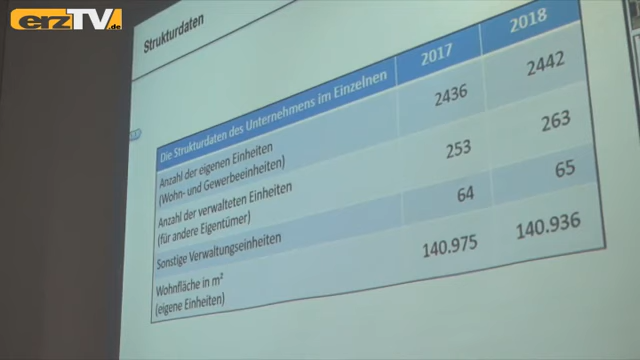 erzTV.de
Strukturdaten
Die Strukturdaten des Unternehmens im Einzelnen 2017 2018
Anzahl der eigenen Einheiten
(Wohn- und Gewerbeeinheiten) 2436 2442
Anzahl der verwalteten Einheiten
(für andere Eigentümer) 253 263
Sonstige Verwaltungseinheiten 64 65
Wohnfläche in m²
(eigene Einheiten) 140.975 140.936